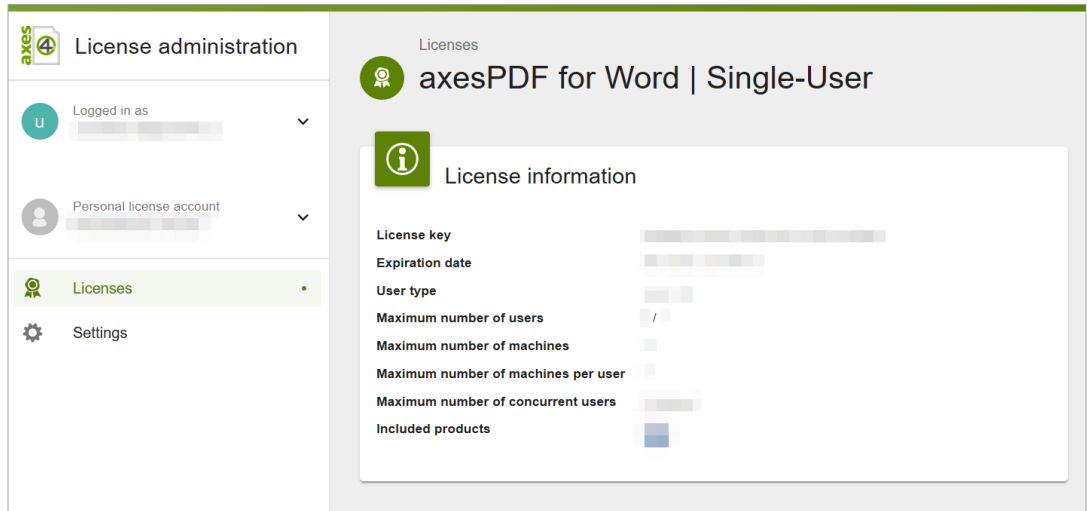 axes
4
License administration
u
Logged in as
Personal license account
Licenses
Settings
Licenses
axesPDF for Word | Single-User
License information
License key
Expiration date
User type
Maximum number of users /
Maximum number of machines
Maximum number of machines per user
Maximum number of concurrent users
Included products